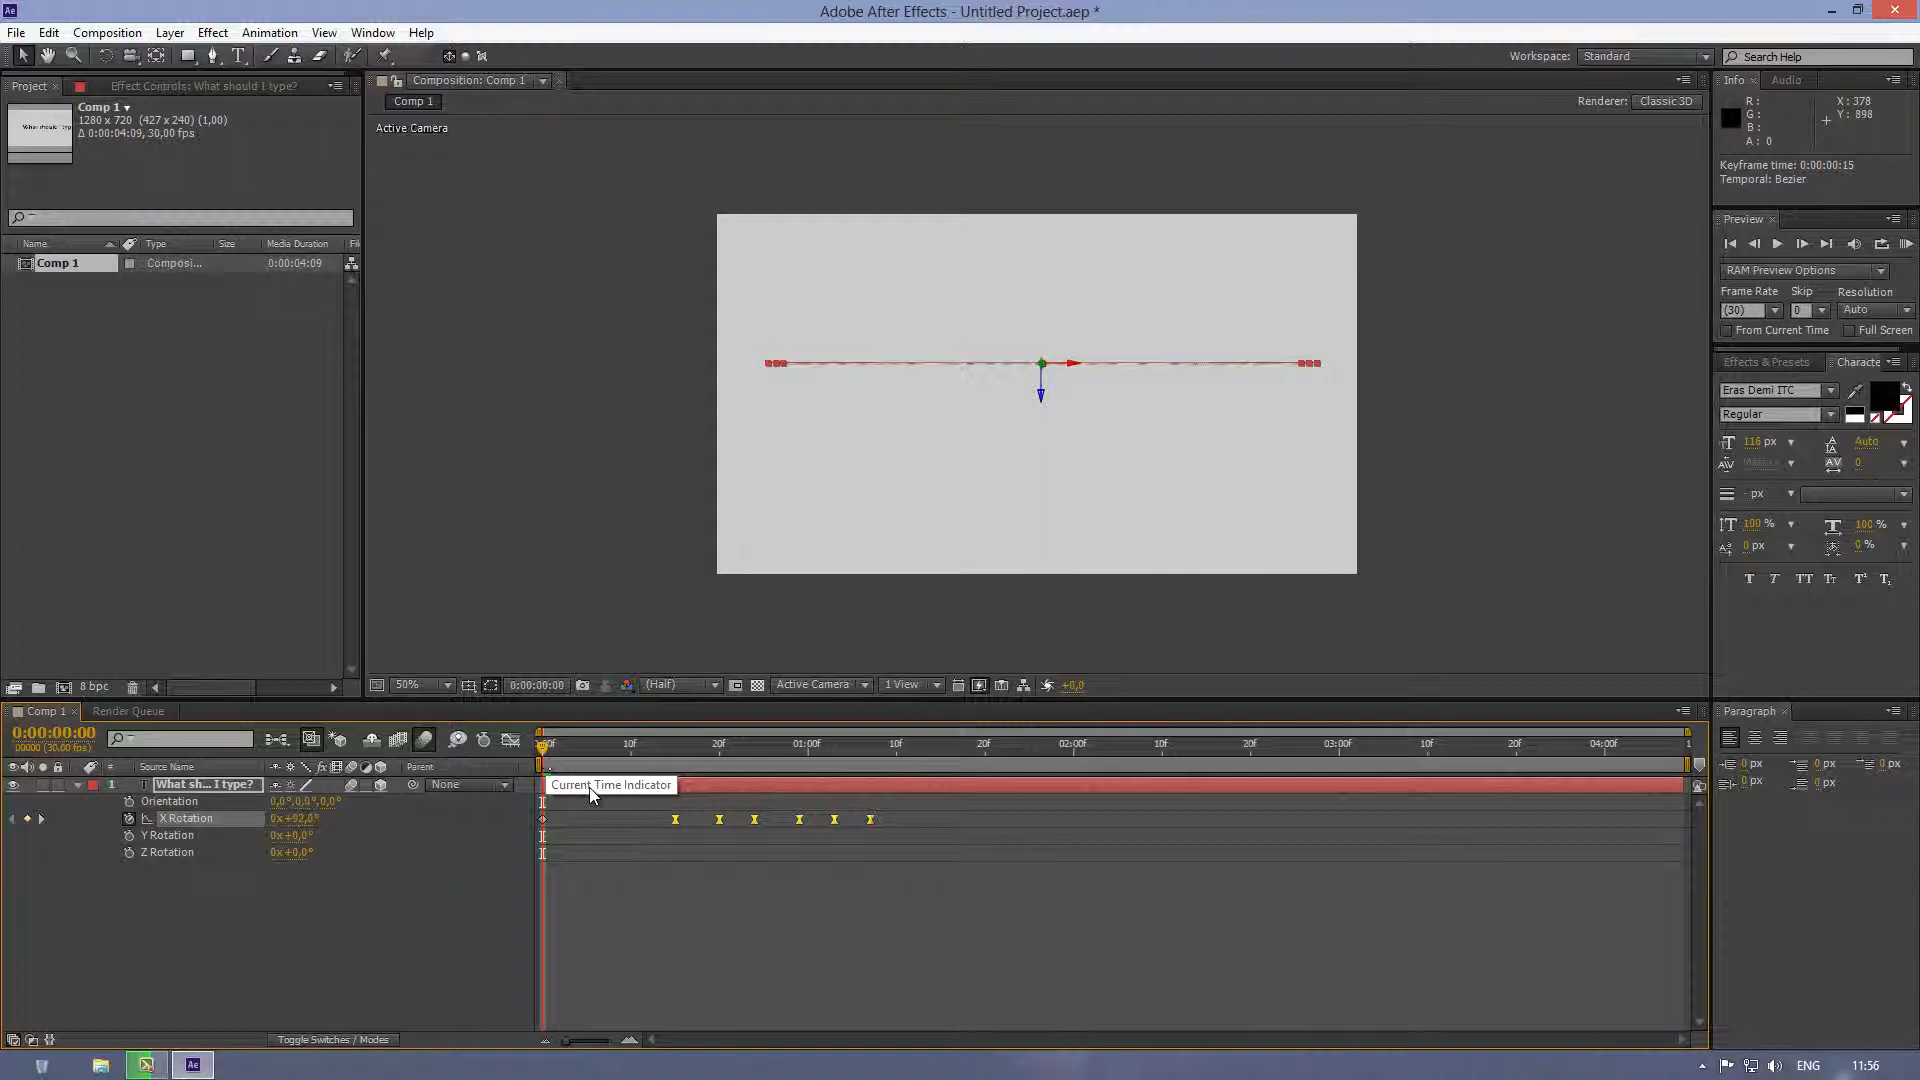 Adobe After Effects - Untitled Project.aep *
File Edit Composition Layer Effect Animation View Window Help
Workspace: Standard Search Help
Project Effect Controls: What should I type?
Composition: Comp 1
Info Audio
Comp 1
1280 x 720 (427 x 240) (1,00)
Δ 0:00:04:09, 30,00 fps
Comp 1
Renderer: Classic 3D
Active Camera
R:
G:
B:
A: 0
X: 378
Y: 898
Keyframe time: 0:00:00:15
Temporal: Bezier
Preview
RAM Preview Options
Frame Rate Skip Resolution
(30) 0 Auto
From Current Time Full Screen
Name Type Size Media Duration Fil
Comp 1 Composi... 0:00:04:09
Effects & Presets Characte
Eras Demi ITC
Regular
116 px Auto
0
- px
100 % 100 %
0 px 0 %
T T TT Tt T¹ T₁
8 bpc
50% 0:00:00:00 (Half) Active Camera 1 View +0,0
Comp 1 Render Queue
Paragraph
0:00:00:00
00000 (30.00 fps)
00f 10f 20f 01:00f 10f 20f 02:00f 10f 20f 03:00f 10f 20f 04:00f 1
# Source Name Parent
1 T What sh... I type? None
Current Time Indicator
Orientation 0,0°,0,0°,0,0°
X Rotation 0x+92,0°
Y Rotation 0x+0,0°
Z Rotation 0x+0,0°
0 px 0 px 0 px
0 px 0 px
Toggle Switches / Modes
Ae ENG 11:56